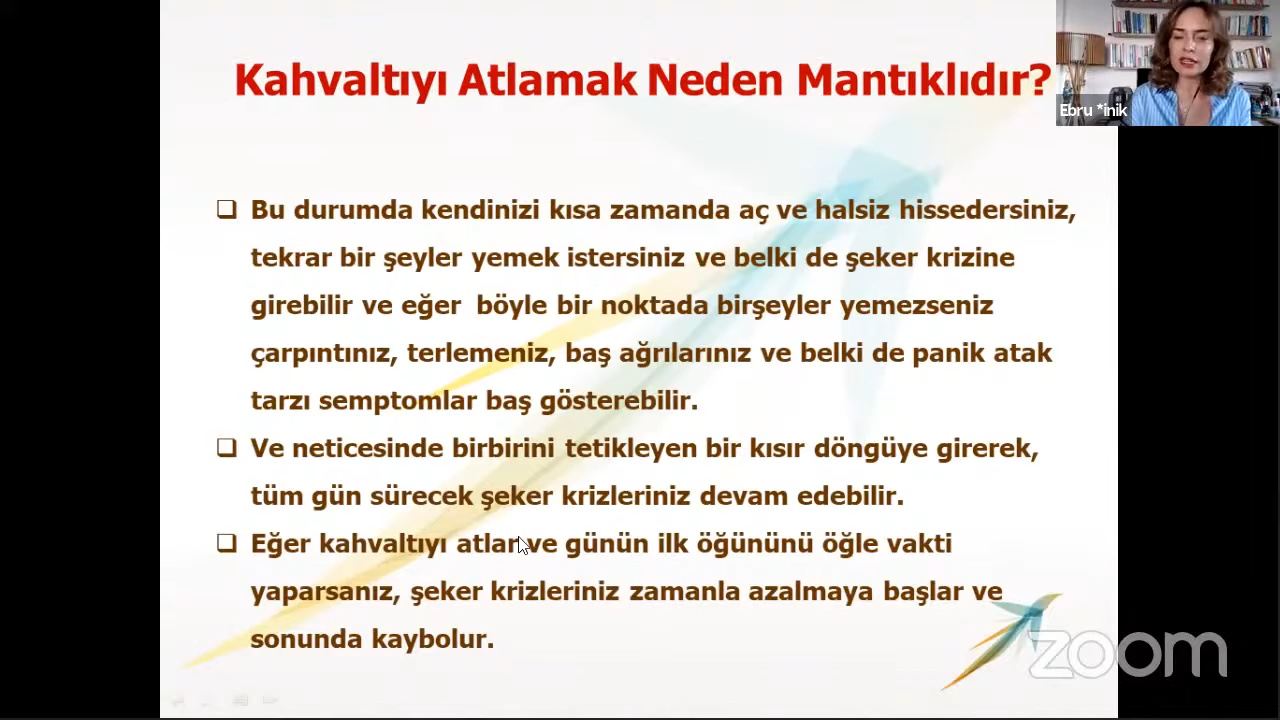 Kahvaltıyı Atlamak Neden Mantıklıdır?
Ebru *inik
❑ Bu durumda kendinizi kısa zamanda aç ve halsiz hissedersiniz,
tekrar bir şeyler yemek istersiniz ve belki de şeker krizine
girebilir ve eğer böyle bir noktada birşeyler yemezseniz
çarpıntınız, terlemeniz, baş ağrılarınız ve belki de panik atak
tarzı semptomlar baş gösterebilir.
❑ Ve neticesinde birbirini tetikleyen bir kısır döngüye girerek,
tüm gün sürecek şeker krizleriniz devam edebilir.
❑ Eğer kahvaltıyı atlar ve günün ilk öğününü öğle vakti
yaparsanız, şeker krizleriniz zamanla azalmaya başlar ve
sonunda kaybolur.
zoom